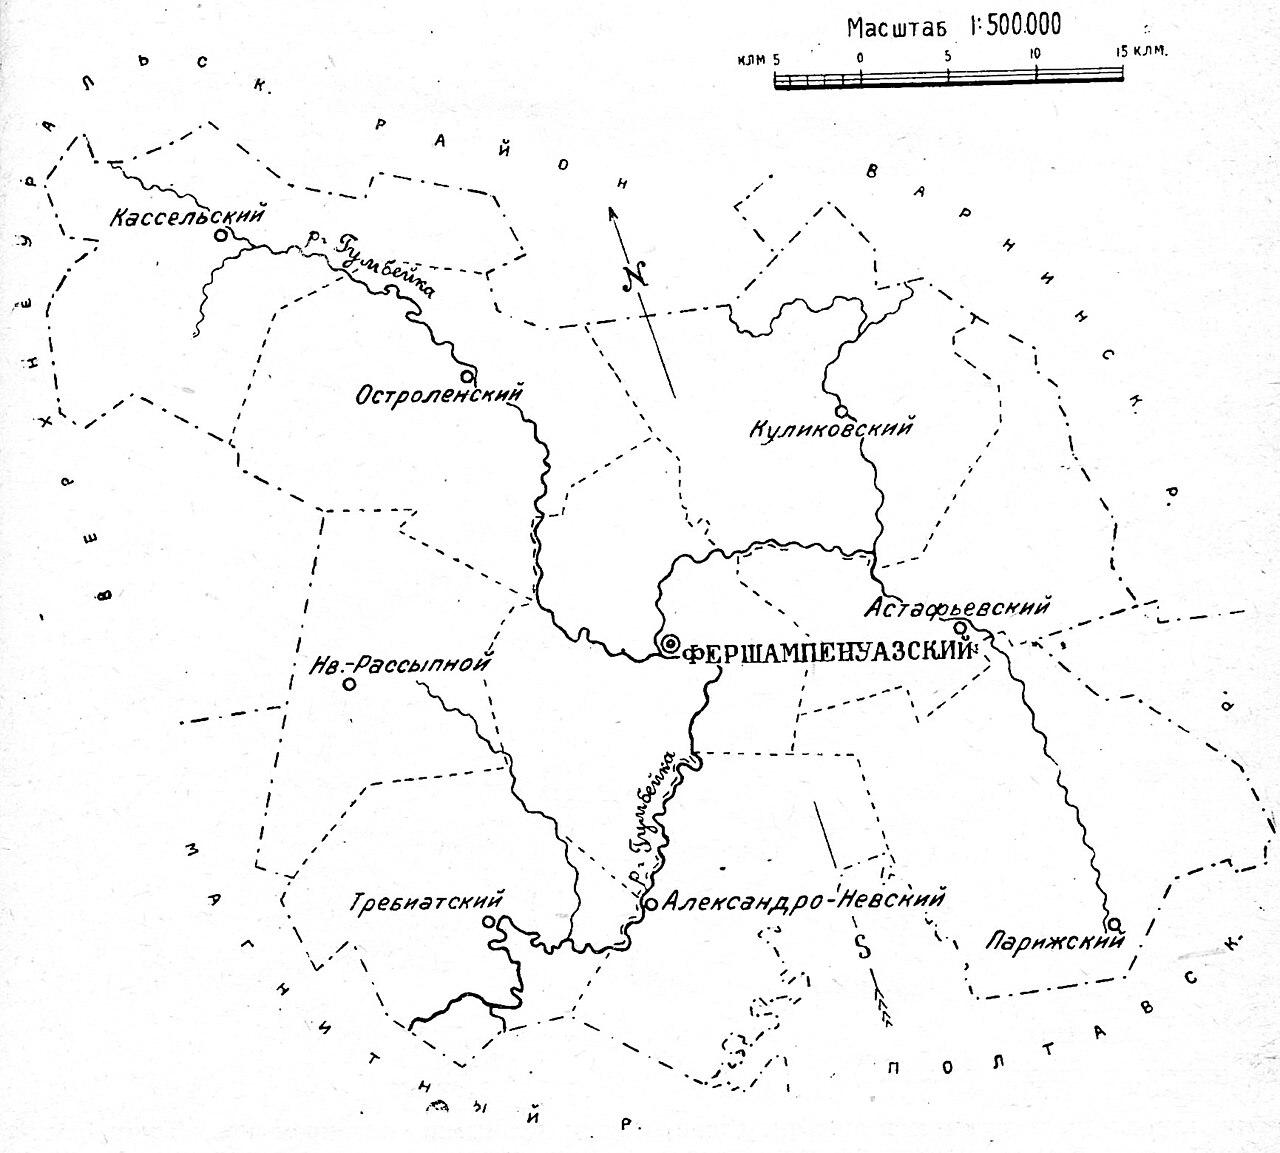 Масштаб 1:500.000
клм 5 0 5 10 15 клм.
ВЕРХНЕУРАЛЬСК. РАЙОН
ВАРНИНСК. Р.
Кассельский
р. Гумбейка
N
Остроленский
Куликовский
Астафьевский
ФЕРШАМПЕНУАЗСКИЙ
Нв.-Рассыпной
р. Гумбейка
Требиатский
Александро-Невский
Парижский
S
МАГНИТНЫЙ Р.
ПОЛТАВСК. Р.